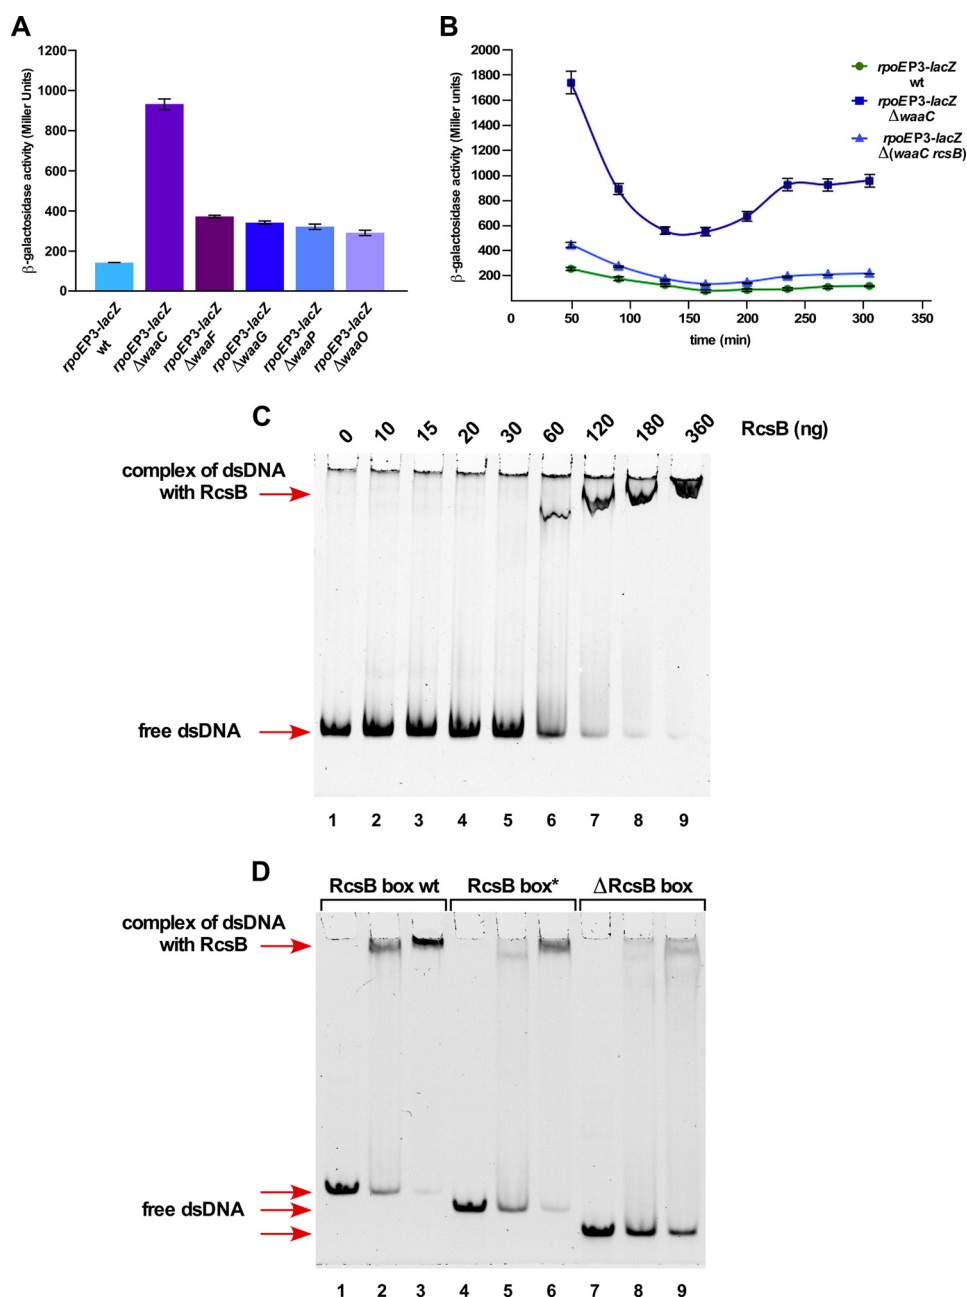 A
β-galactosidase activity (Miller Units)
1200
1000
800
600
400
200
0
rpoEP3-lacZ
wt
rpoEP3-lacZ
ΔwaaC
rpoEP3-lacZ
ΔwaaF
rpoEP3-lacZ
ΔwaaG
rpoEP3-lacZ
ΔwaaP
rpoEP3-lacZ
ΔwaaO
B
β-galactosidase activity (Miller Units)
2000
1800
1600
1400
1200
1000
800
600
400
200
0 50 100 150 200 250 300 350
time (min)
rpoEP3-lacZ
wt
rpoEP3-lacZ
ΔwaaC
rpoEP3-lacZ
Δ(waaC rcsB)
C
0 10 15 20 30 60 120 180 360 RcsB (ng)
complex of dsDNA
with RcsB
free dsDNA
1 2 3 4 5 6 7 8 9
D
RcsB box wt RcsB box* ΔRcsB box
complex of dsDNA
with RcsB
free dsDNA
1 2 3 4 5 6 7 8 9